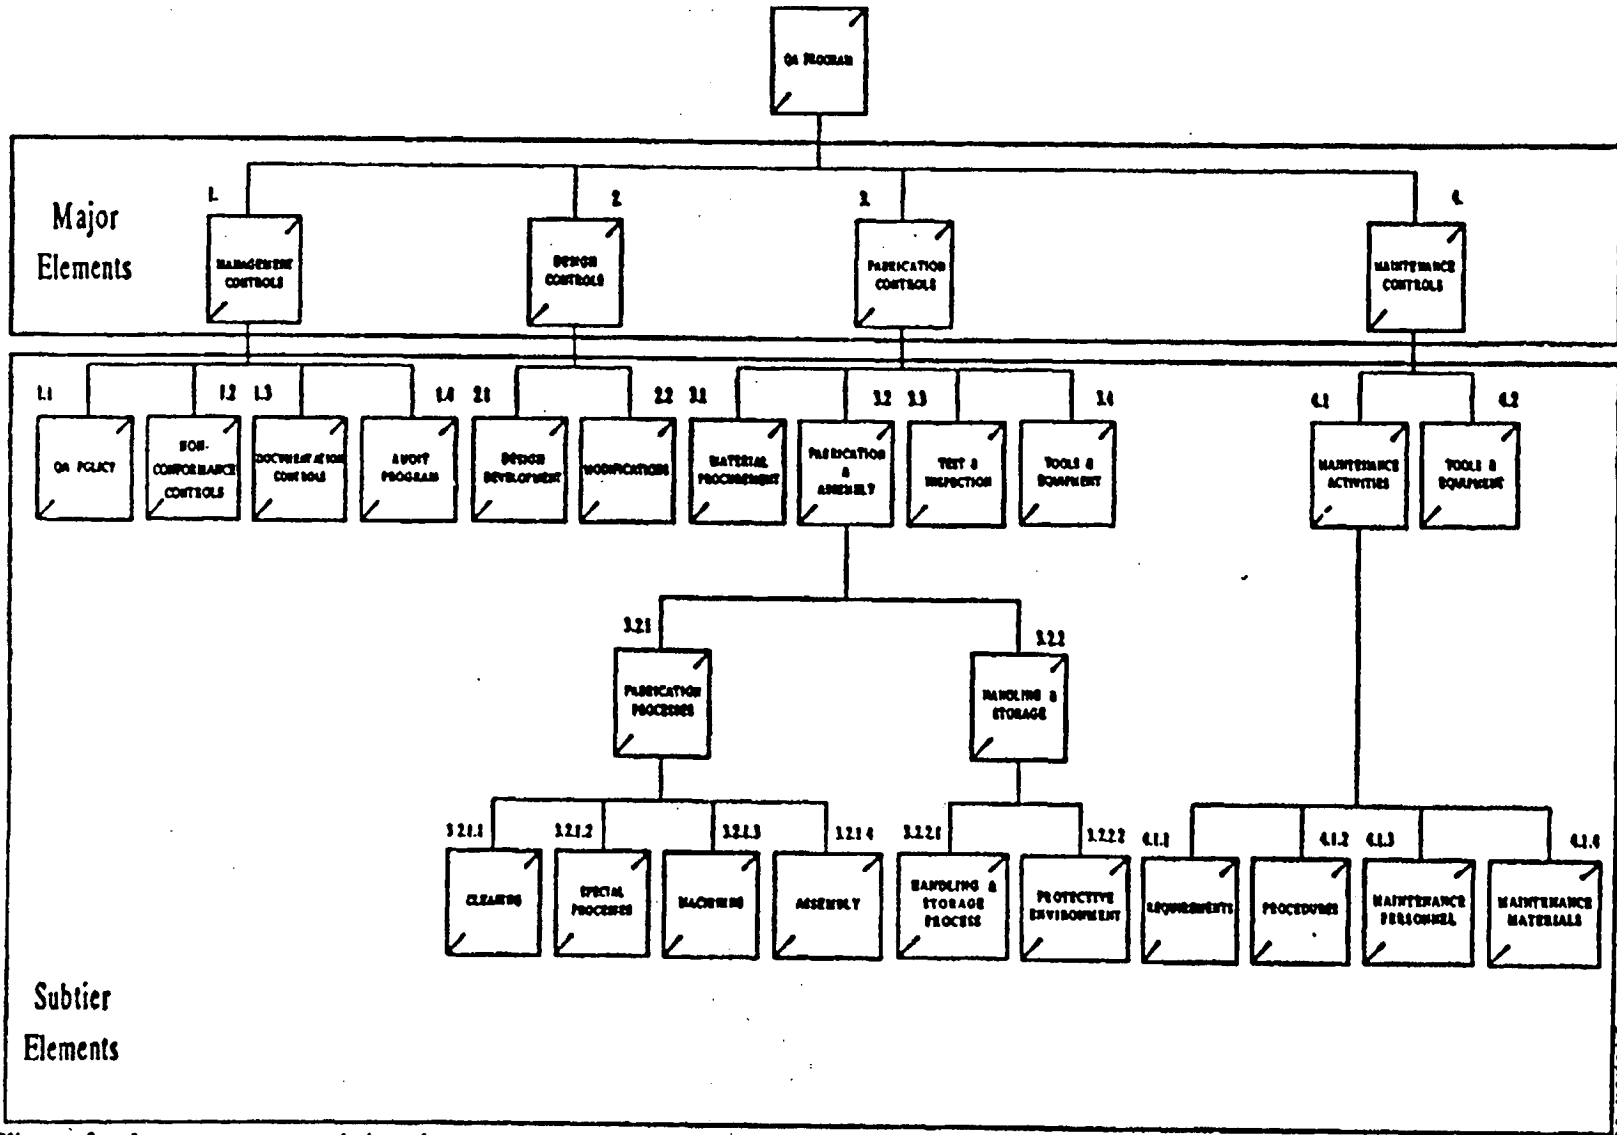 QA PROGRAM
Major
Elements
1.
MANAGEMENT
CONTROLS
2.
DESIGN
CONTROLS
3.
FABRICATION
CONTROLS
4.
MAINTENANCE
CONTROLS
1.1
QA POLICY
1.2
NON-
CONFORMANCE
CONTROLS
1.3
DOCUMENTATION
CONTROLS
1.4
AUDIT
PROGRAM
2.1
DESIGN
DEVELOPMENT
2.2
MODIFICATIONS
3.1
MATERIAL
PROCUREMENT
3.2
FABRICATION
&
ASSEMBLY
3.3
TEST &
INSPECTION
3.4
TOOLS &
EQUIPMENT
4.1
MAINTENANCE
ACTIVITIES
4.2
TOOLS &
EQUIPMENT
3.2.1
FABRICATION
PROCESSES
3.2.2
HANDLING &
STORAGE
3.2.1.1
CLEANING
3.2.1.2
SPECIAL
PROCESSES
3.2.1.3
MACHINING
3.2.1.4
ASSEMBLY
3.2.2.1
HANDLING &
STORAGE
PROCESS
3.2.2.2
PROTECTIVE
ENVIRONMENT
4.1.1
REQUIREMENTS
4.1.2
PROCEDURES
4.1.3
MAINTENANCE
PERSONNEL
4.1.4
MAINTENANCE
MATERIALS
Subtier
Elements